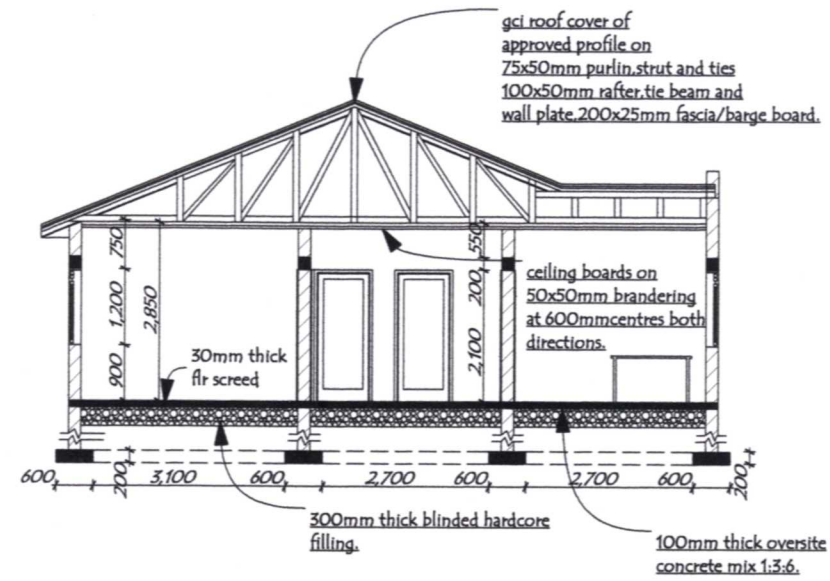 gci roof cover of
approved profile on
75x50mm purlin,strut and ties
100x50mm rafter,tie beam and
wall plate,200x25mm fascia/barge board.
750
550
ceiling boards on
50x50mm brandering
at 600mmcentres both
directions.
1,200
2,850
200
30mm thick
flr screed
900
2,100
600
200
3,100
600
2,700
600
2,700
600
200
300mm thick blinded hardcore
filling.
100mm thick oversite
concrete mix 1:3:6.